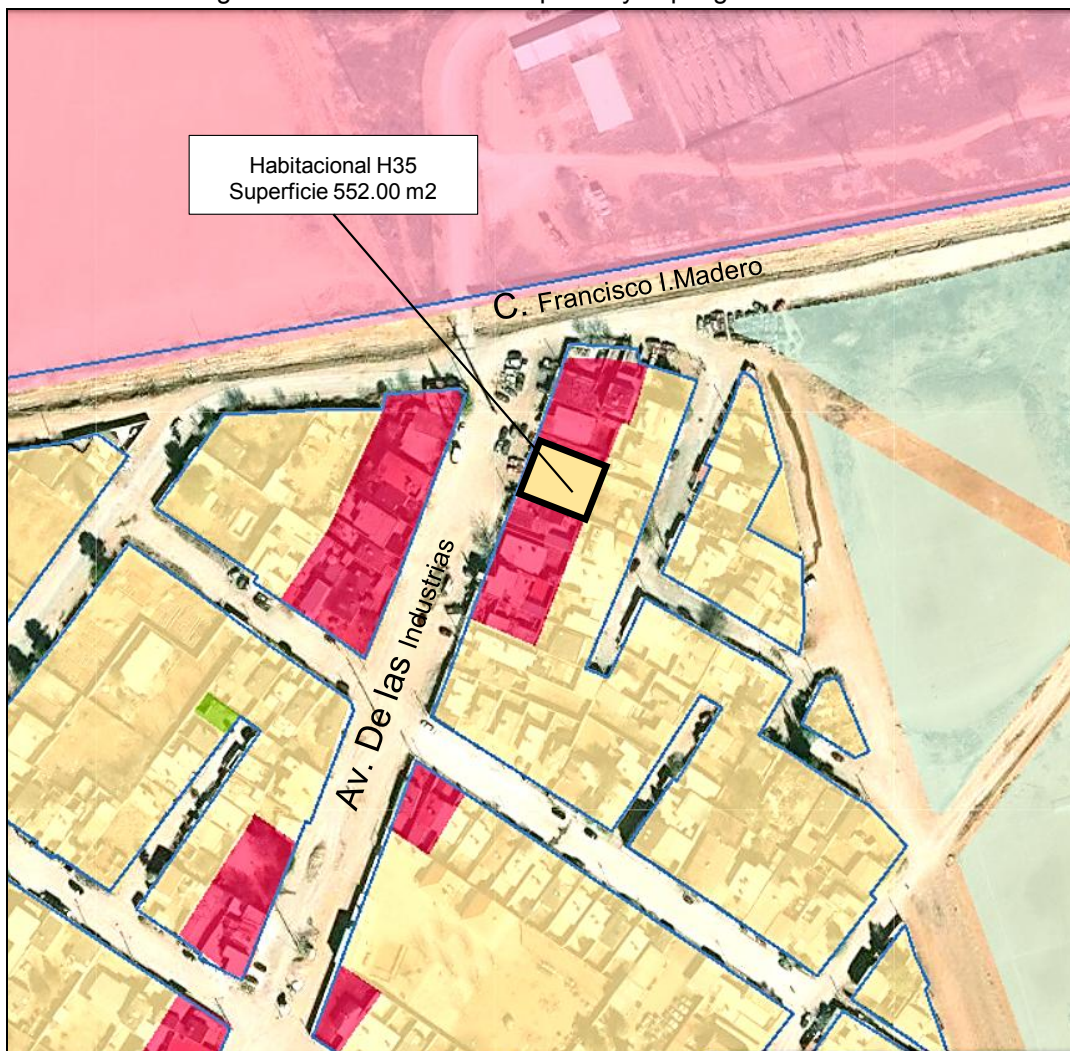 Habitacional H35
Superficie 552.00 m2
C. Francisco I.Madero
Av. De las Industrias